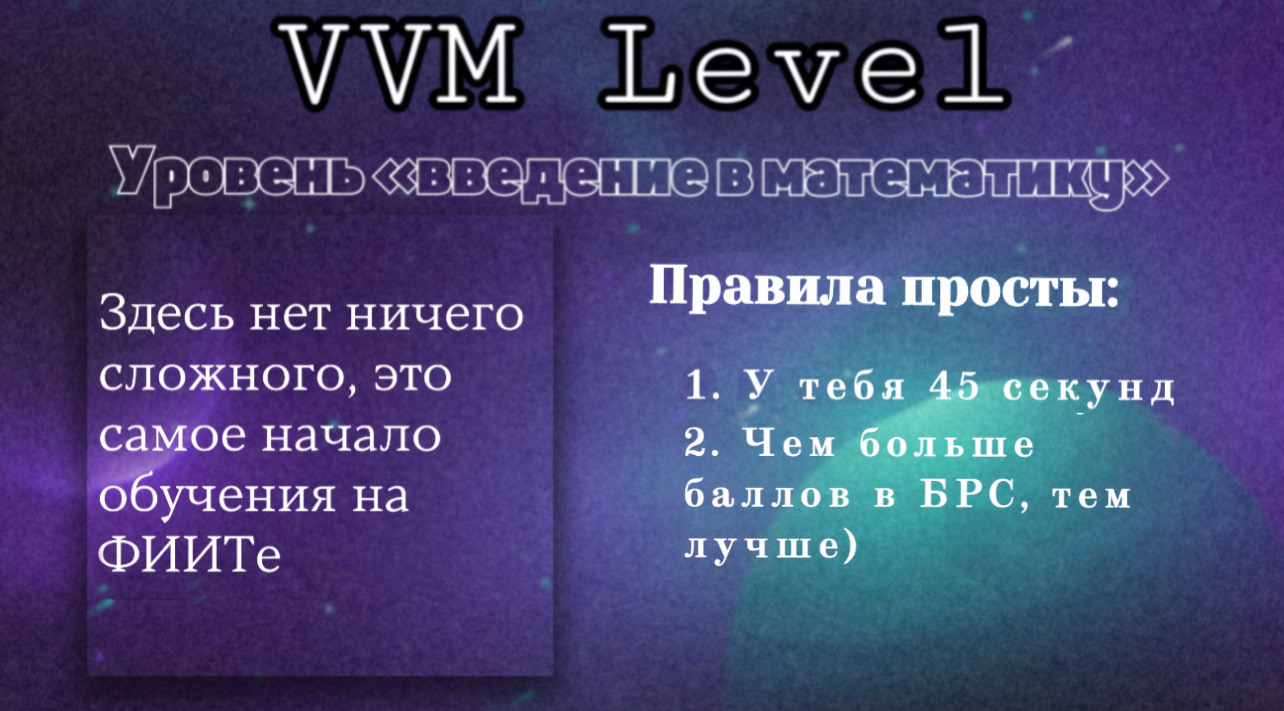 VVM Level
Уровень «введение в математику»
Здесь нет ничего
сложного, это
самое начало
обучения на
ФИИТе
Правила просты:
1. У тебя 45 секунд
2. Чем больше
баллов в БРС, тем
лучше)